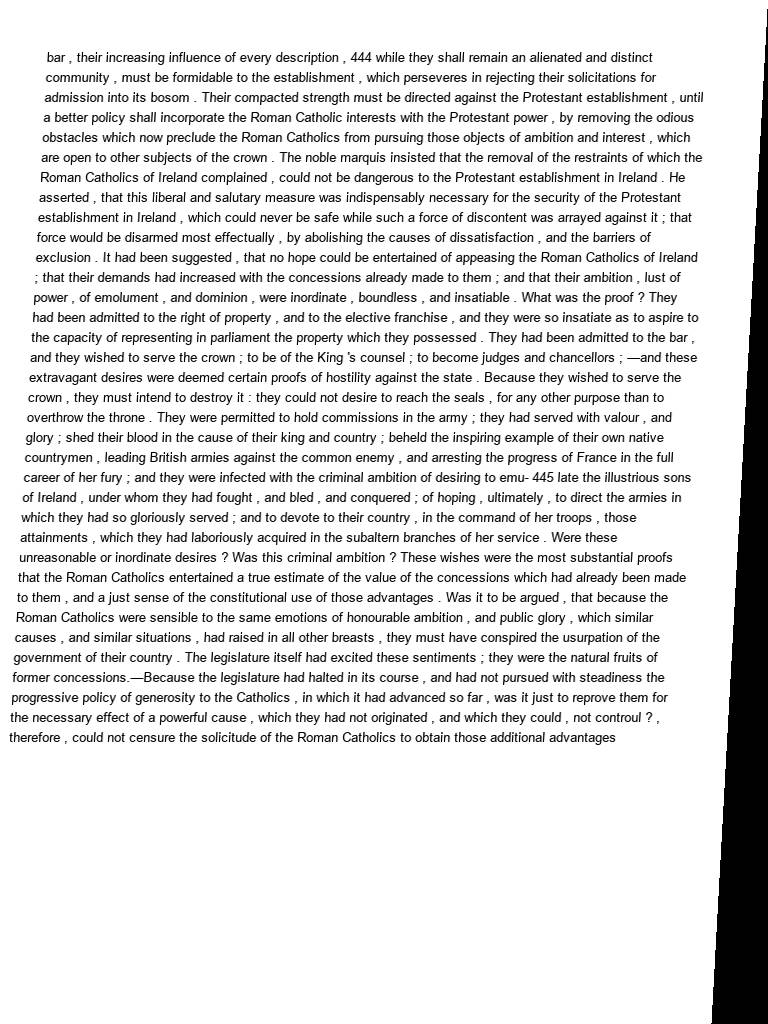 bar , their increasing influence of every description , 444 while they shall remain an alienated and distinct
community , must be formidable to the establishment , which perseveres in rejecting their solicitations for
admission into its bosom . Their compacted strength must be directed against the Protestant establishment , until
a better policy shall incorporate the Roman Catholic interests with the Protestant power , by removing the odious
obstacles which now preclude the Roman Catholics from pursuing those objects of ambition and interest , which
are open to other subjects of the crown . The noble marquis insisted that the removal of the restraints of which the
Roman Catholics of Ireland complained , could not be dangerous to the Protestant establishment in Ireland . He
asserted , that this liberal and salutary measure was indispensably necessary for the security of the Protestant
establishment in Ireland , which could never be safe while such a force of discontent was arrayed against it ; that
force would be disarmed most effectually , by abolishing the causes of dissatisfaction , and the barriers of
exclusion . It had been suggested , that no hope could be entertained of appeasing the Roman Catholics of Ireland
; that their demands had increased with the concessions already made to them ; and that their ambition , lust of
power , of emolument , and dominion , were inordinate , boundless , and insatiable . What was the proof ? They
had been admitted to the right of property , and to the elective franchise , and they were so insatiate as to aspire to
the capacity of representing in parliament the property which they possessed . They had been admitted to the bar ,
and they wished to serve the crown ; to be of the King 's counsel ; to become judges and chancellors ; —and these
extravagant desires were deemed certain proofs of hostility against the state . Because they wished to serve the
crown , they must intend to destroy it : they could not desire to reach the seals , for any other purpose than to
overthrow the throne . They were permitted to hold commissions in the army ; they had served with valour , and
glory ; shed their blood in the cause of their king and country ; beheld the inspiring example of their own native
countrymen , leading British armies against the common enemy , and arresting the progress of France in the full
career of her fury ; and they were infected with the criminal ambition of desiring to emu- 445 late the illustrious sons
of Ireland , under whom they had fought , and bled , and conquered ; of hoping , ultimately , to direct the armies in
which they had so gloriously served ; and to devote to their country , in the command of her troops , those
attainments , which they had laboriously acquired in the subaltern branches of her service . Were these
unreasonable or inordinate desires ? Was this criminal ambition ? These wishes were the most substantial proofs
that the Roman Catholics entertained a true estimate of the value of the concessions which had already been made
to them , and a just sense of the constitutional use of those advantages . Was it to be argued , that because the
Roman Catholics were sensible to the same emotions of honourable ambition , and public glory , which similar
causes , and similar situations , had raised in all other breasts , they must have conspired the usurpation of the
government of their country . The legislature itself had excited these sentiments ; they were the natural fruits of
former concessions.—Because the legislature had halted in its course , and had not pursued with steadiness the
progressive policy of generosity to the Catholics , in which it had advanced so far , was it just to reprove them for
the necessary effect of a powerful cause , which they had not originated , and which they could , not controul ? ,
therefore , could not censure the solicitude of the Roman Catholics to obtain those additional advantages